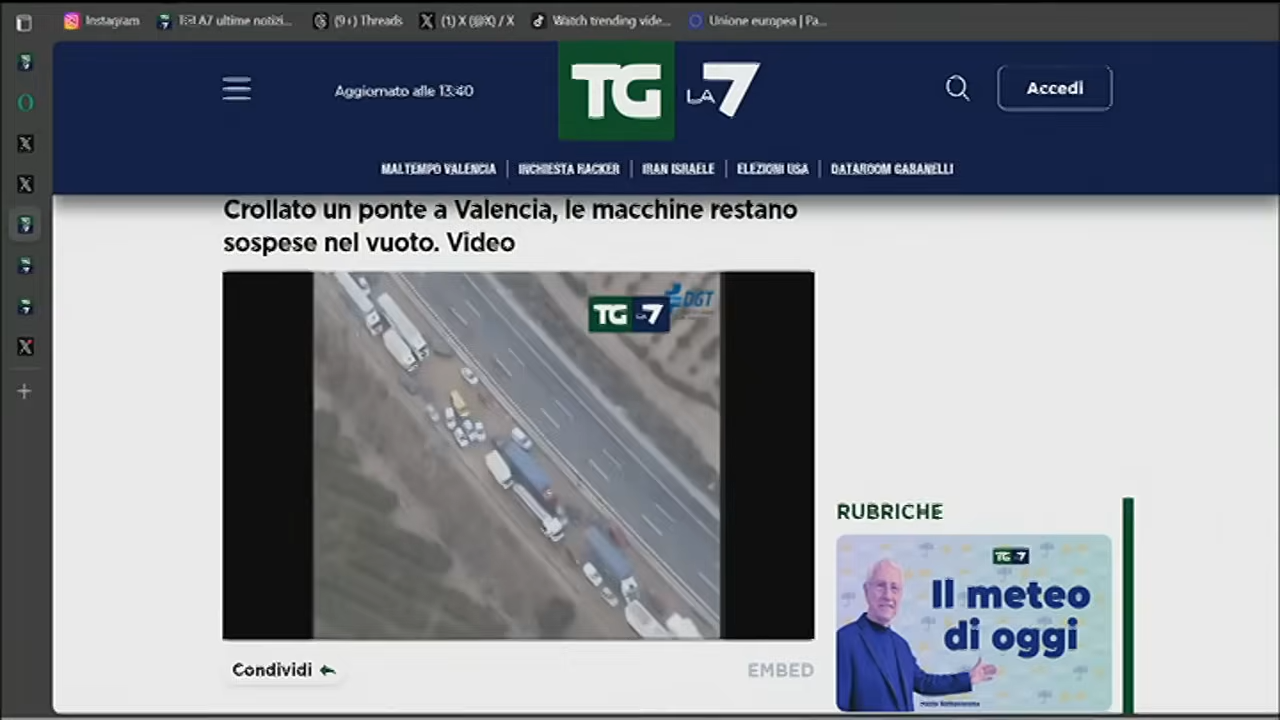 Instagram
TGLA7 ultime notizi...
(9+) Threads
(1) X (@X) / X
Watch trending vide...
Unione europea | Pa...
Aggiornato alle 13:40
TG LA7
Accedi
MALTEMPO VALENCIA
INCHIESTA HACKER
IRAN ISRAELE
ELEZIONI USA
DATAROOM GABANELLI
Crollato un ponte a Valencia, le macchine restano
sospese nel vuoto. Video
DGT
TG LA7
RUBRICHE
TG LA7
Il meteo
di oggi
Condividi
EMBED